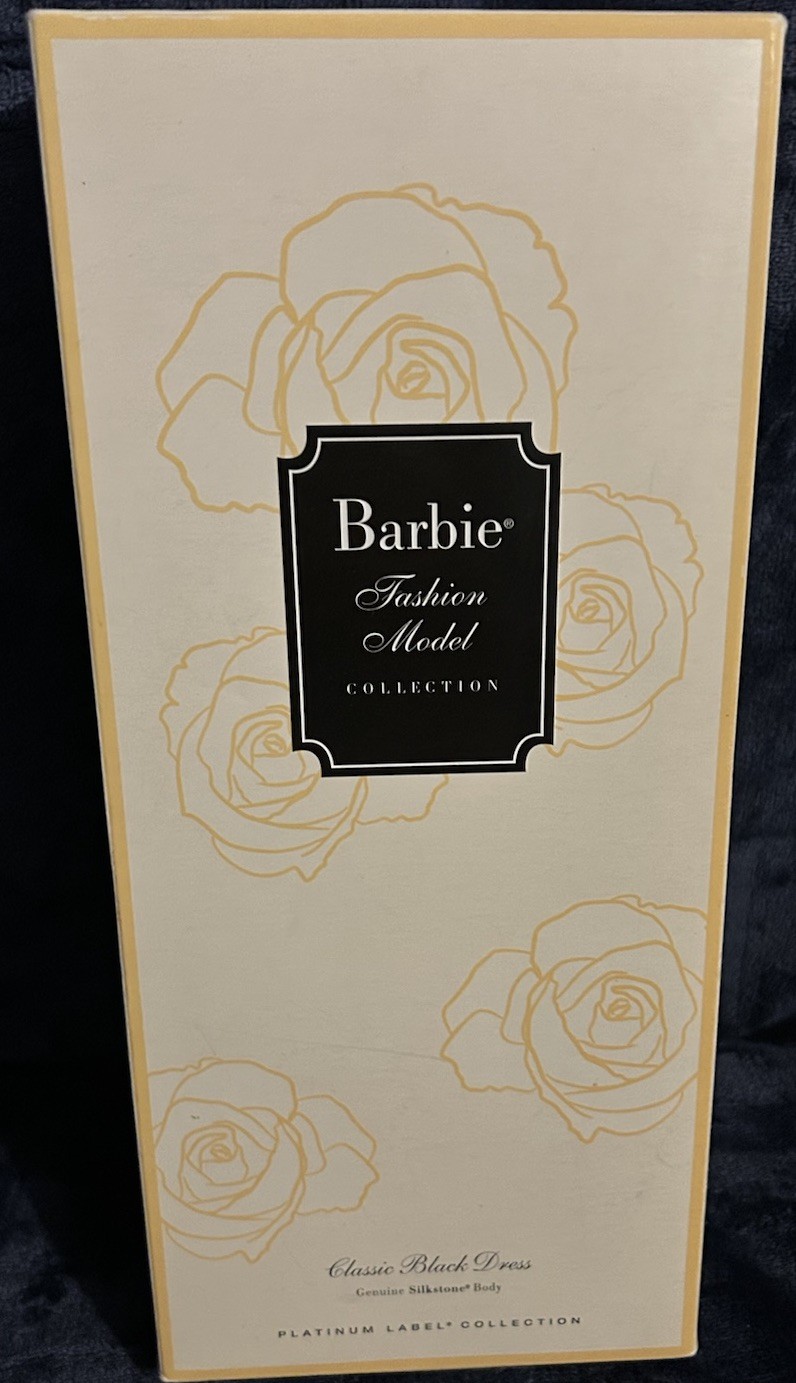 Barbie®
Fashion
Model
COLLECTION
Classic Black Dress
Genuine Silkstone® Body
PLATINUM LABEL® COLLECTION